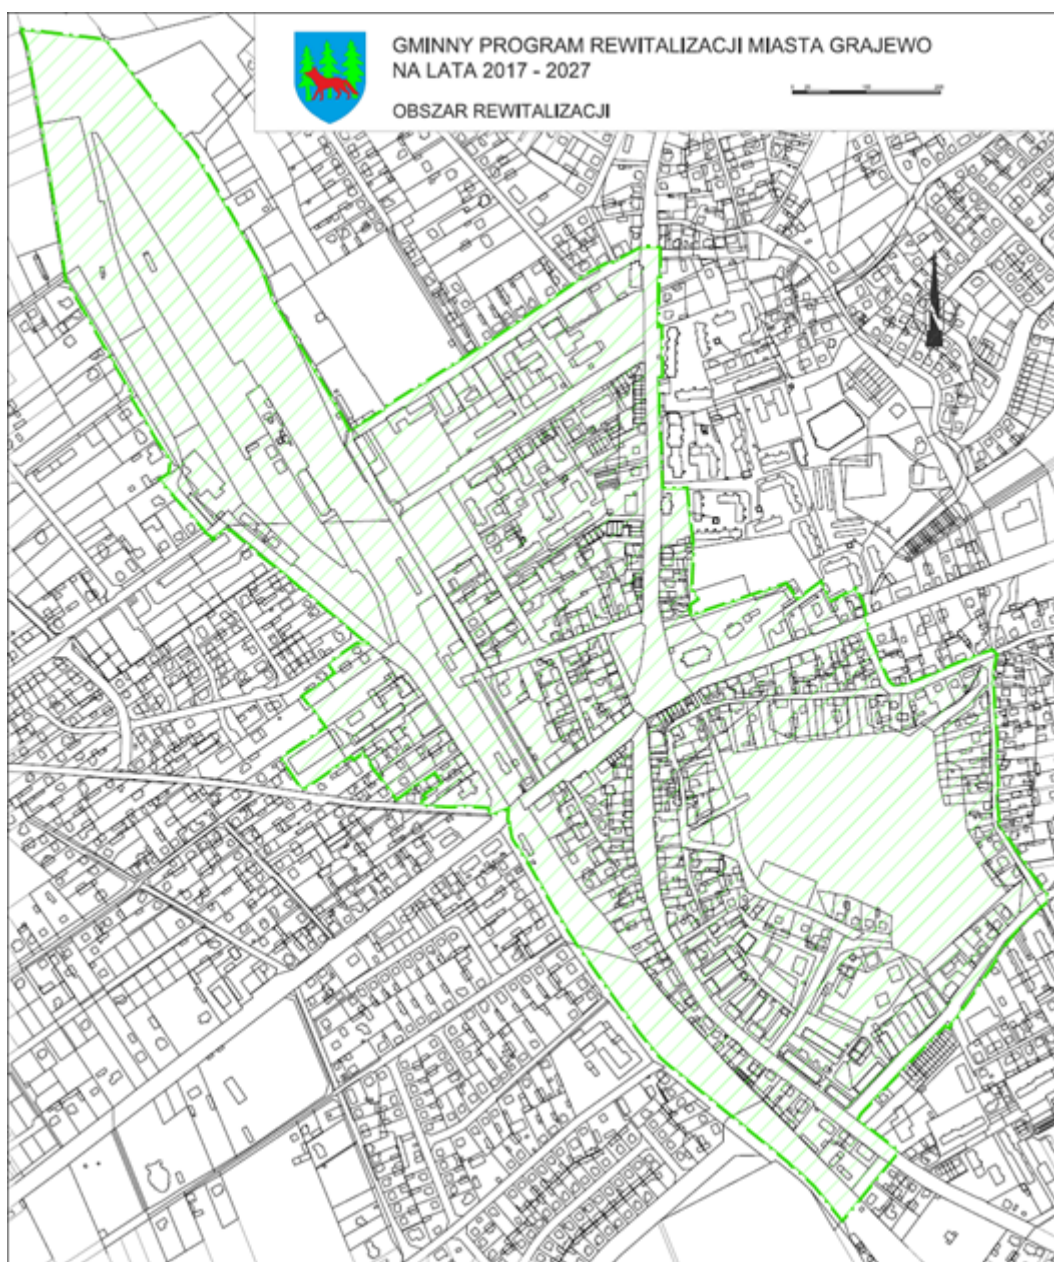 GMINNY PROGRAM REWITALIZACJI MIASTA GRAJEWO
NA LATA 2017 - 2027
OBSZAR REWITALIZACJI